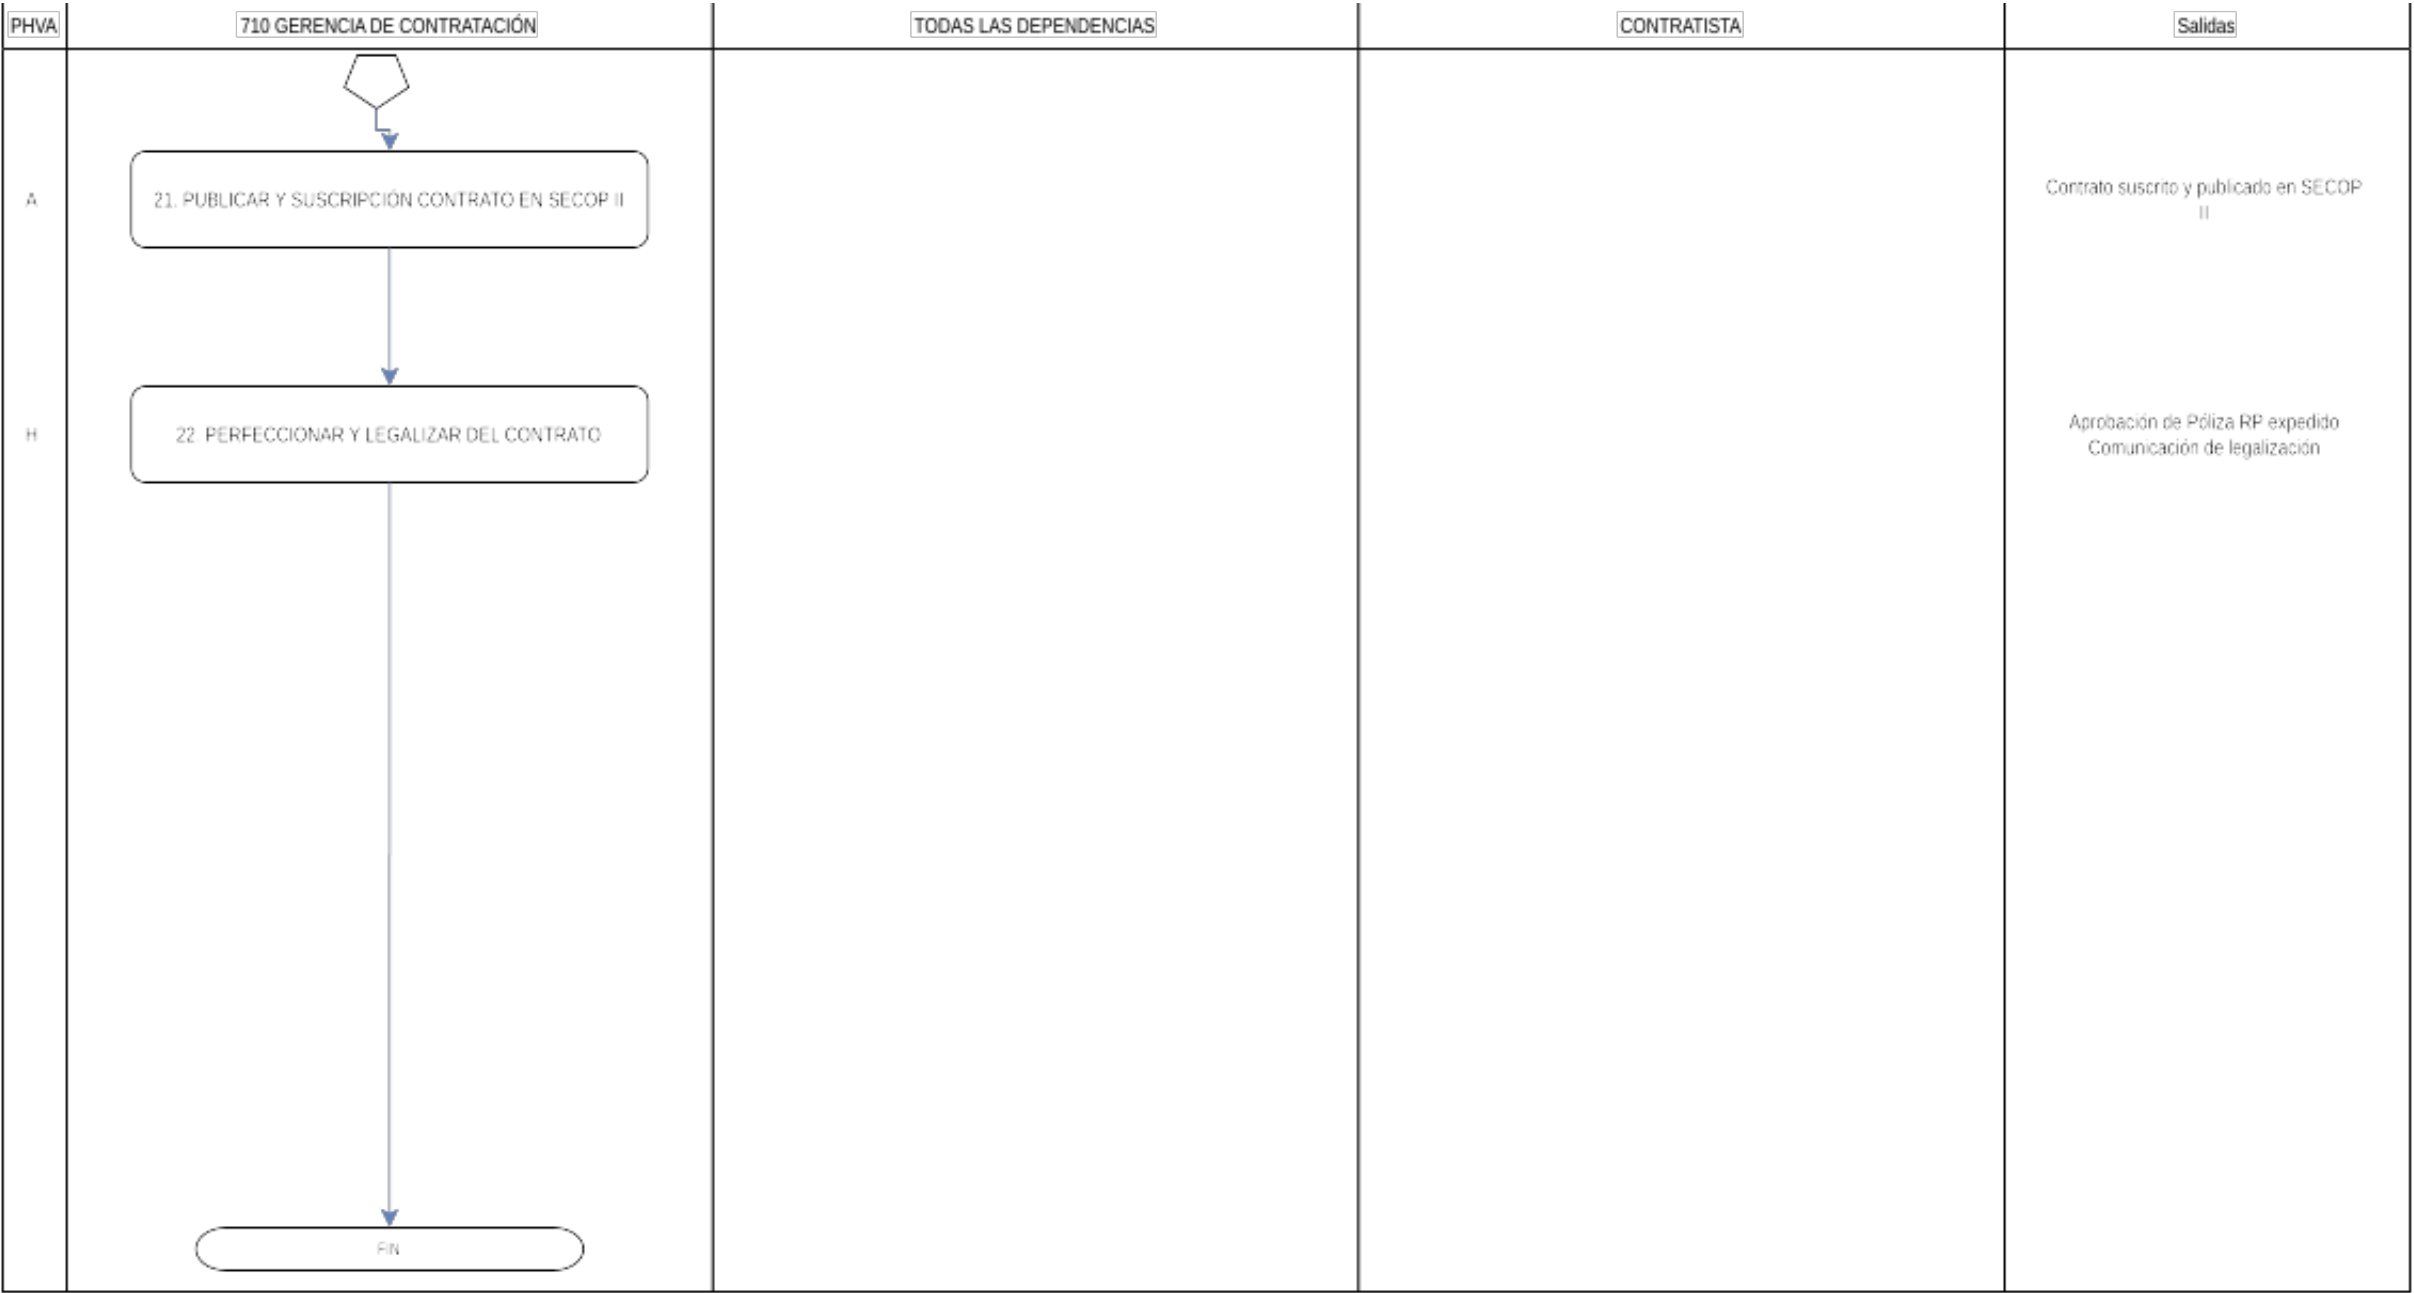 PHVA
710 GERENCIA DE CONTRATACIÓN
TODAS LAS DEPENDENCIAS
CONTRATISTA
Salidas
A
21. PUBLICAR Y SUSCRIPCIÓN CONTRATO EN SECOP II
Contrato suscrito y publicado en SECOP
II
H
22. PERFECCIONAR Y LEGALIZAR DEL CONTRATO
Aprobación de Póliza RP expedido
Comunicación de legalización
FIN